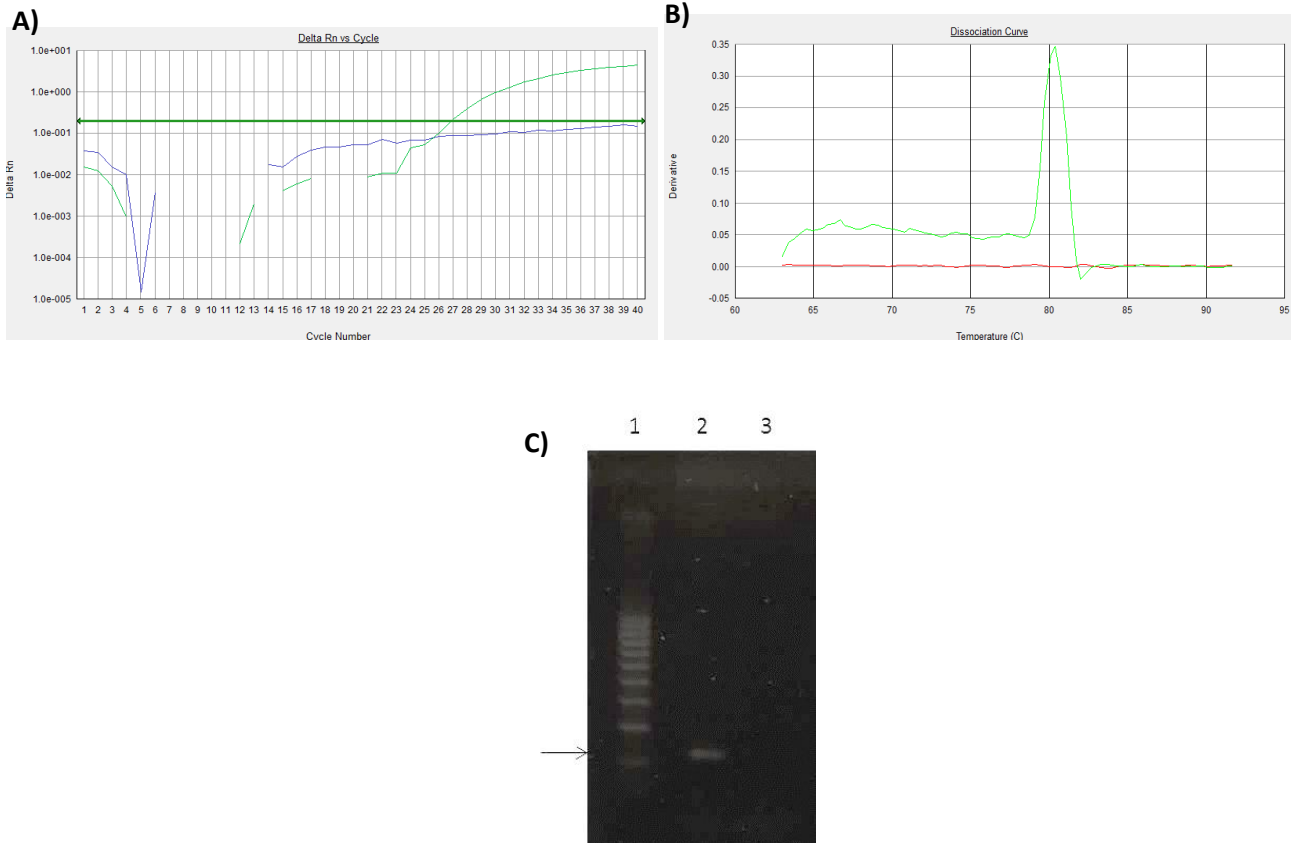 A)
Delta Rn vs Cycle
1.0e+001
1.0e+000
1.0e-001
1.0e-002
1.0e-003
1.0e-004
1.0e-005
Delta Rn
1 2 3 4 5 6 7 8 9 10 11 12 13 14 15 16 17 18 19 20 21 22 23 24 25 26 27 28 29 30 31 32 33 34 35 36 37 38 39 40
Cycle Number
B)
Dissociation Curve
0.35
0.30
0.25
0.20
0.15
0.10
0.05
0.00
-0.05
Derivative
60 65 70 75 80 85 90 95
Temperature (C)
C)
1 2 3